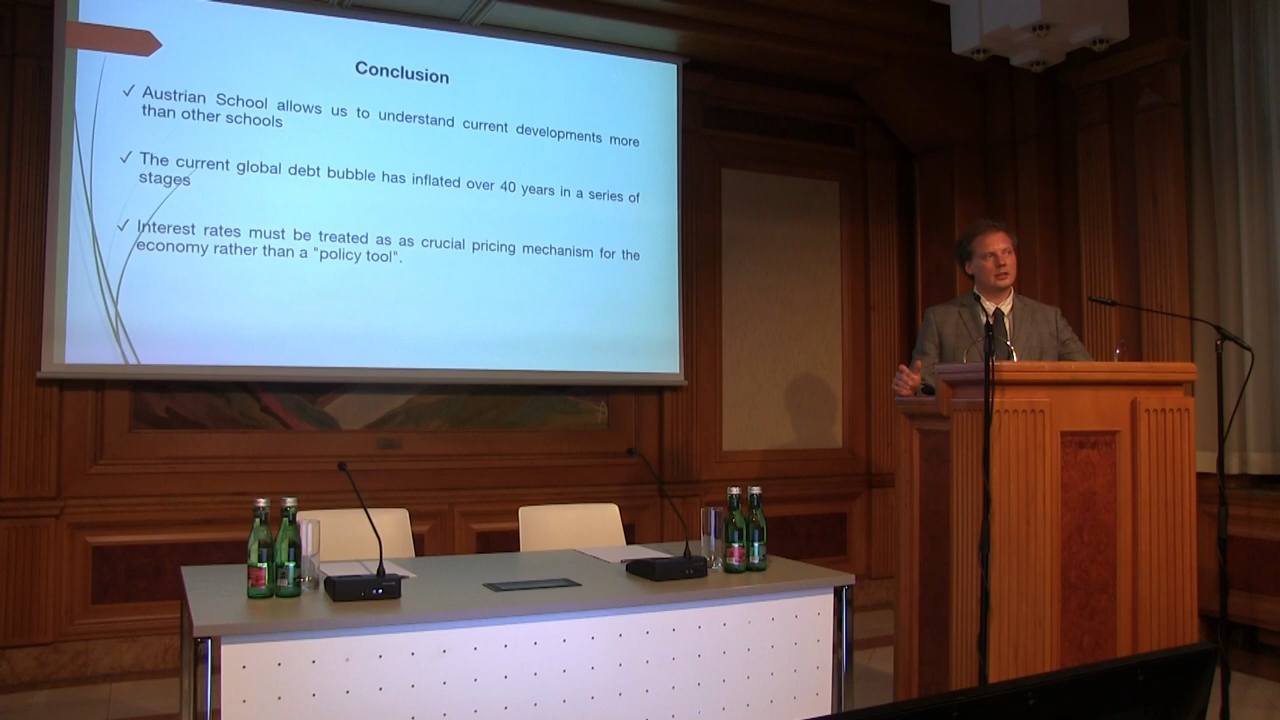 Conclusion
✓ Austrian School allows us to understand current developments more
than other schools
✓ The current global debt bubble has inflated over 40 years in a series of
stages
✓ Interest rates must be treated as as crucial pricing mechanism for the
economy rather than a "policy tool".